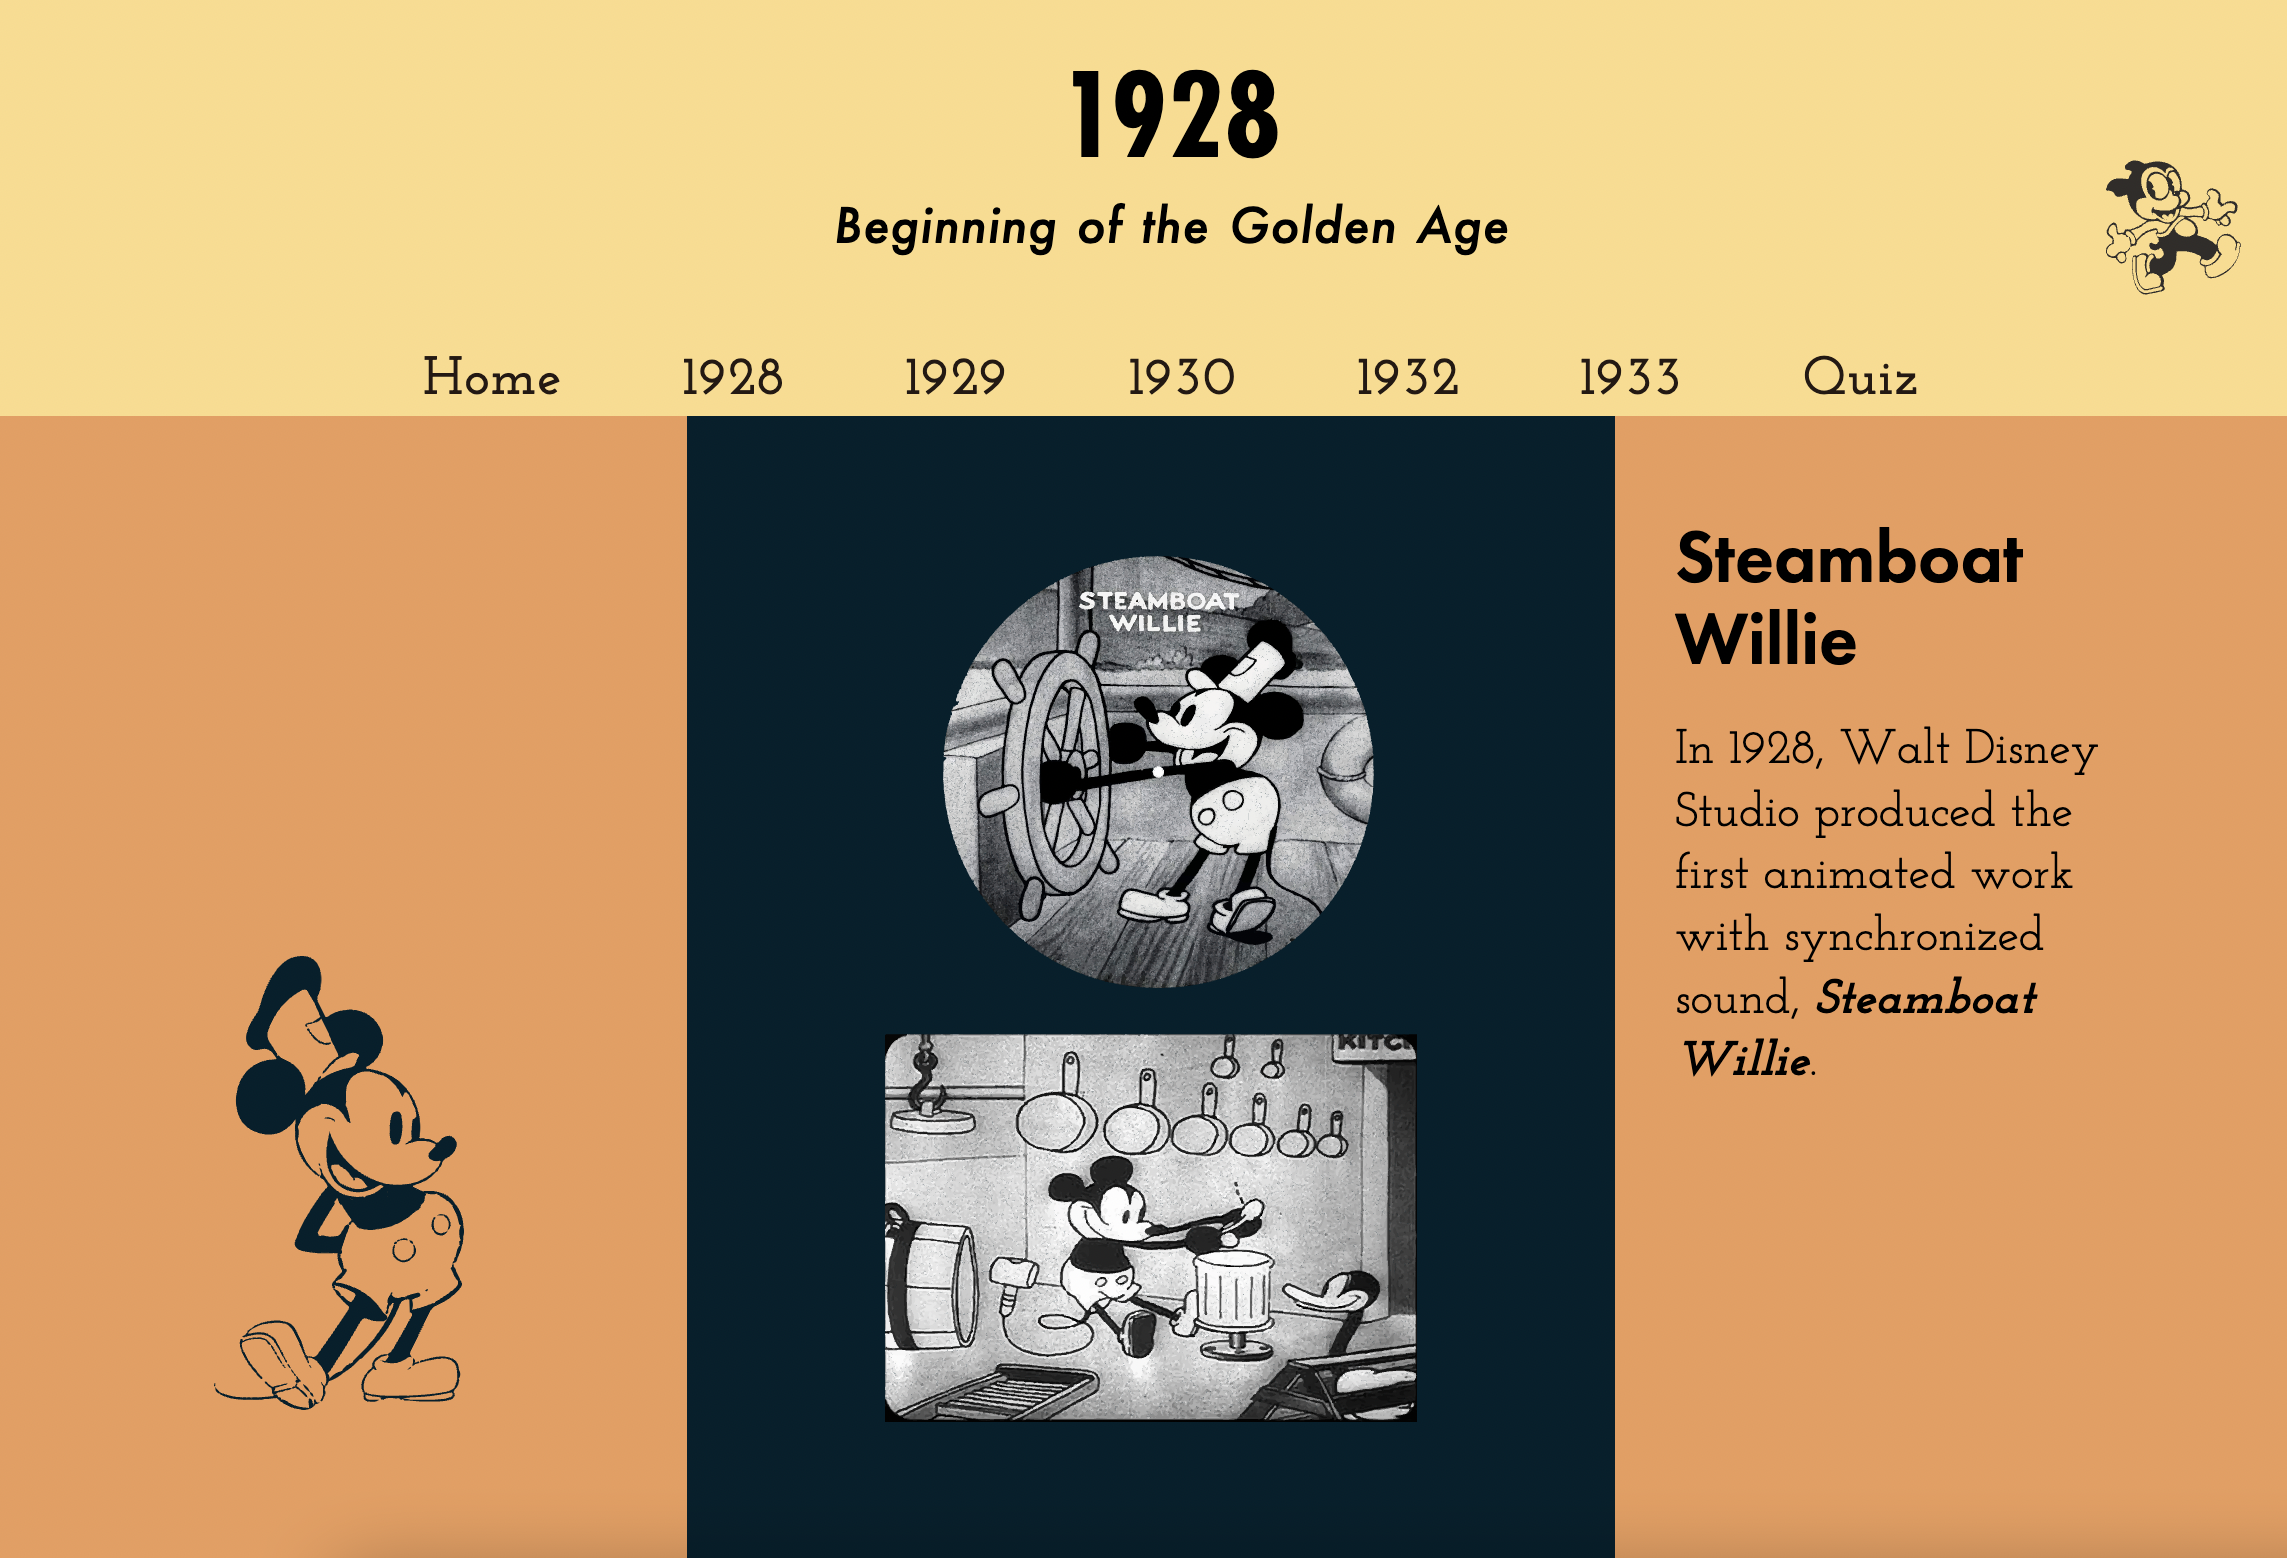 1928
Beginning of the Golden Age
Home 1928 1929 1930 1932 1933 Quiz
STEAMBOAT
WILLIE
Steamboat
Willie
In 1928, Walt Disney
Studio produced the
first animated work
with synchronized
sound, Steamboat
Willie.